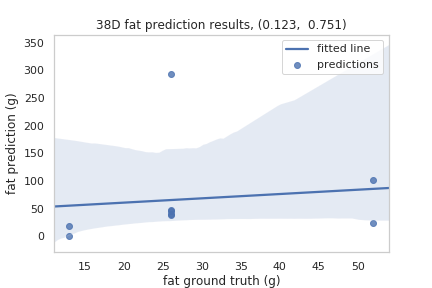 38D fat prediction results, (0.123,  0.751)
fitted line
predictions
fat prediction (g)
350
300
250
200
150
100
50
0
15 20 25 30 35 40 45 50
fat ground truth (g)